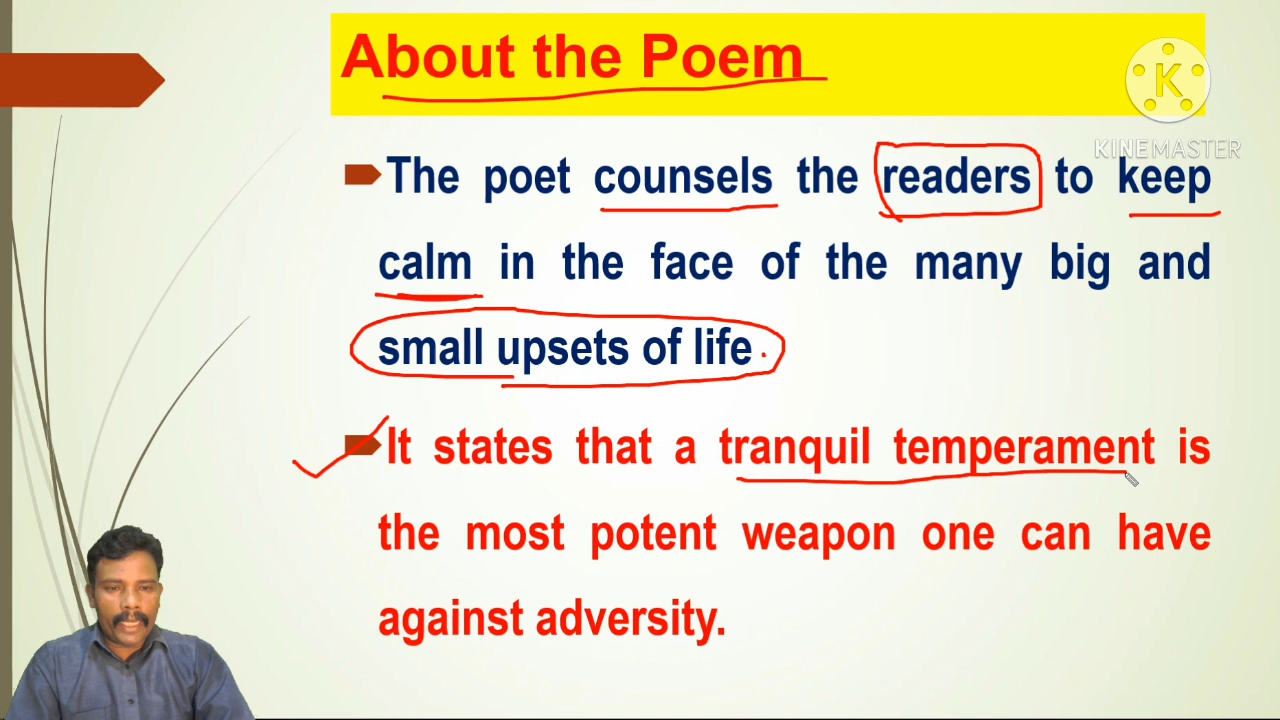 About the Poem
K
KINEMASTER
The poet counsels the readers to keep
calm in the face of the many big and
small upsets of life
It states that a tranquil temperament is
the most potent weapon one can have
against adversity.